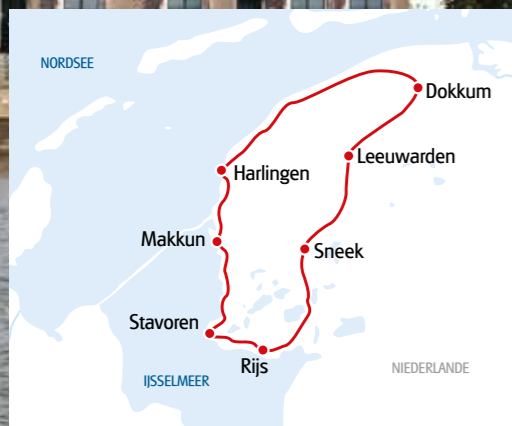 NORDSEE
Dokkum
Leeuwarden
Harlingen
Makkun
Sneek
Stavoren
Rijs
NIEDERLANDE
IJSSELMEER